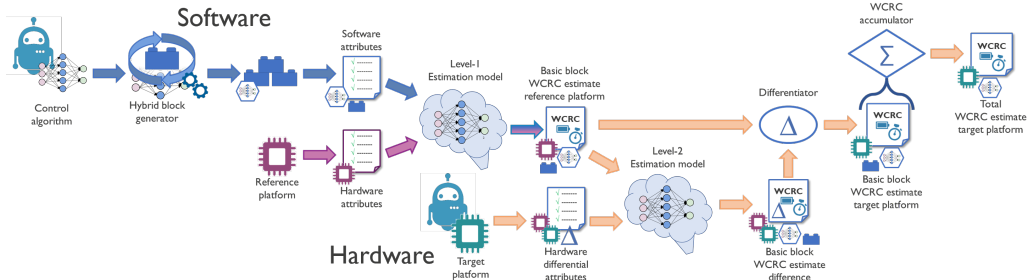 Software
Control
algorithm
Hybrid block
generator
Software
attributes
Level-1
Estimation model
Reference
platform
Hardware
attributes
Basic block
WCRC estimate
reference platform
WCRC
Hardware
Target
platform
Hardware
differential
attributes
Δ
Level-2
Estimation model
WCRC
Δ
Basic block
WCRC estimate
difference
Differentiator
Δ
WCRC
Basic block
WCRC estimate
target platform
WCRC
accumulator
Σ
WCRC
Total
WCRC estimate
target platform